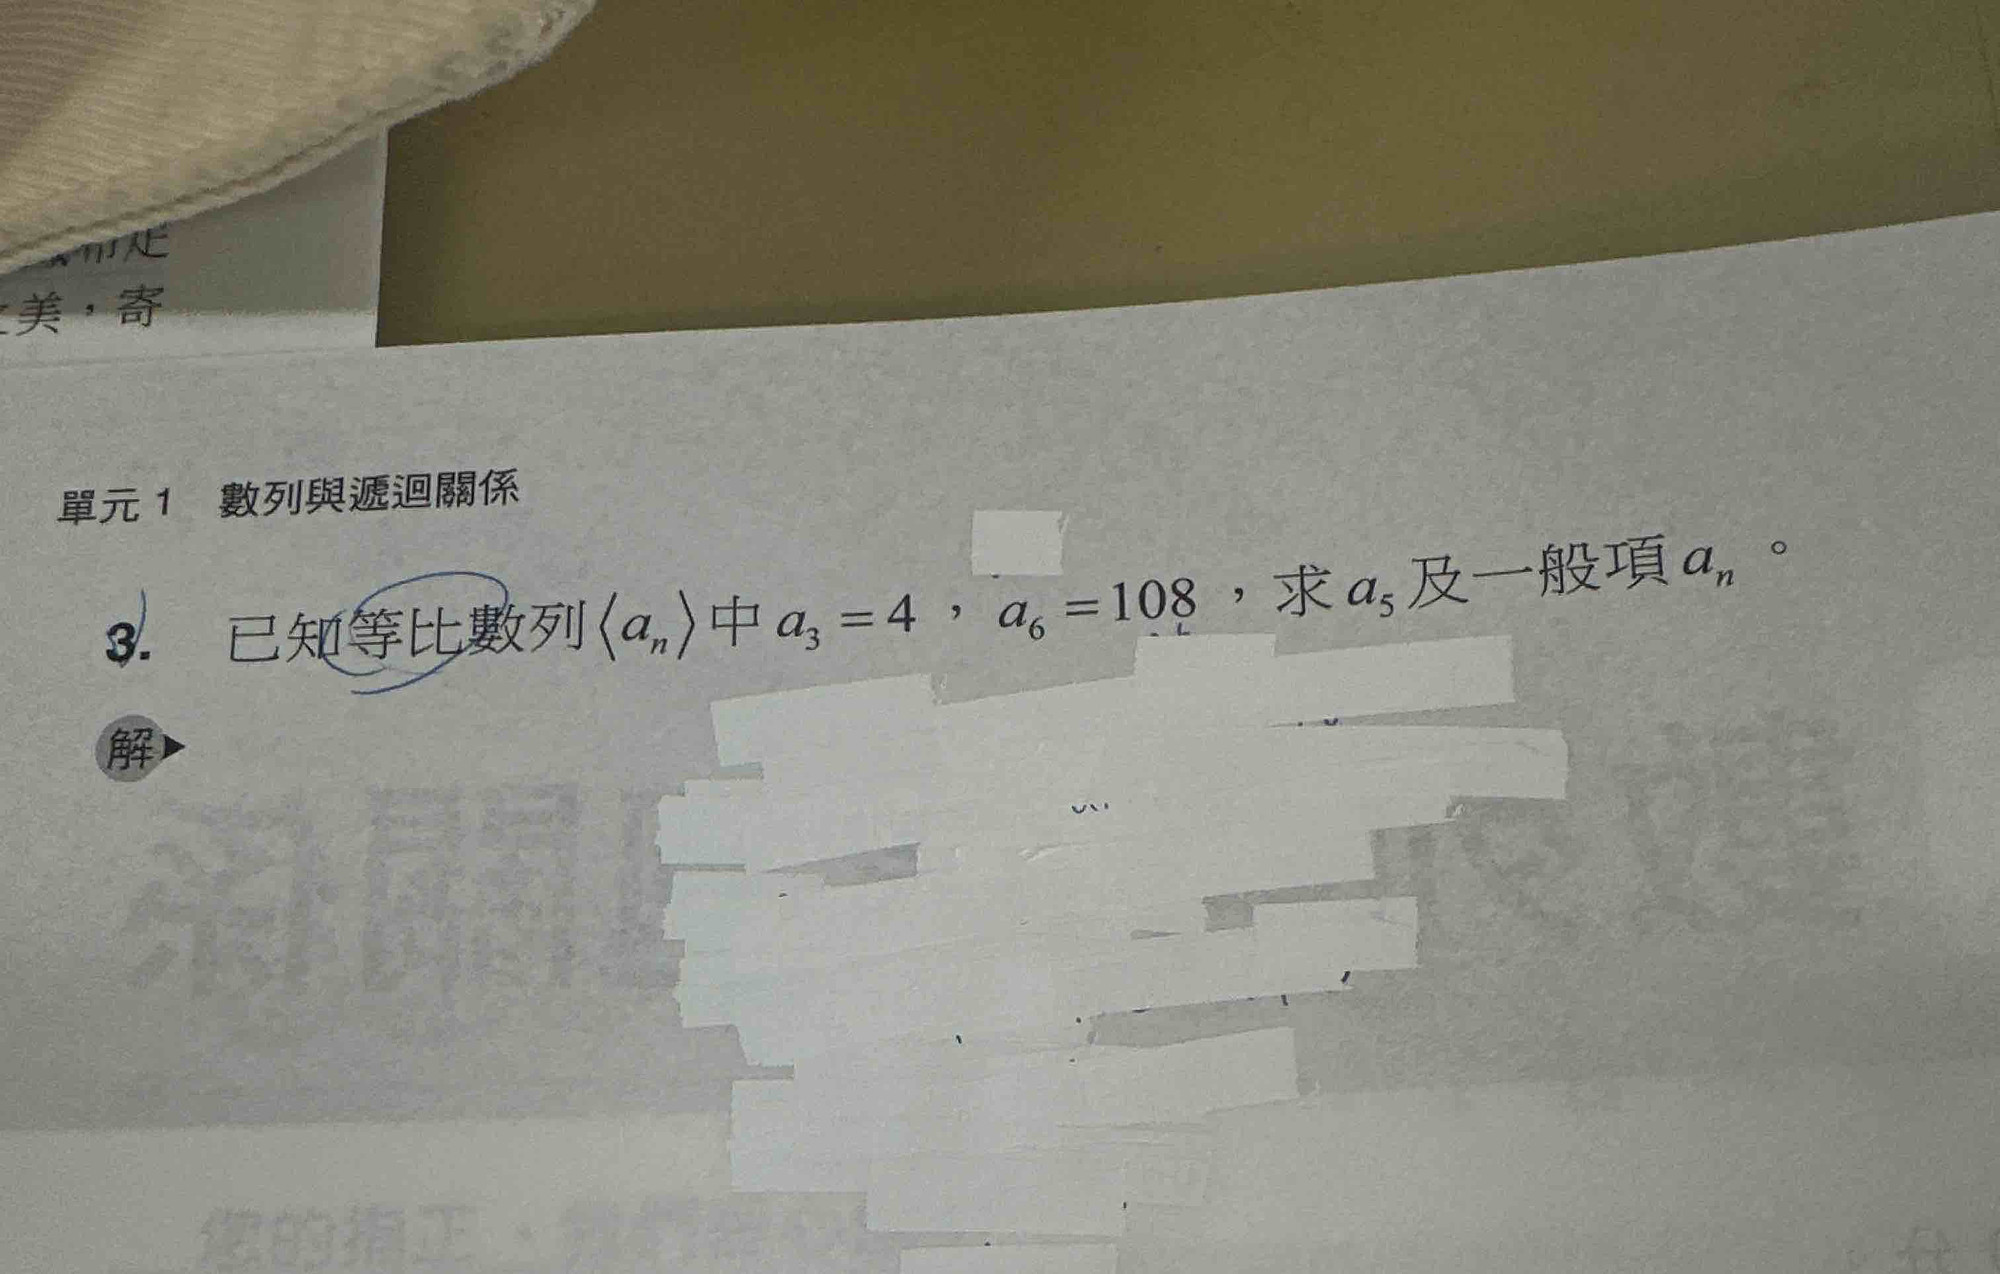 美，寄
單元 1 數列與遞迴關係
3. 已知等比數列⟨aₙ⟩中 a₃ = 4，a₆ = 108，求 a₅ 及一般項 aₙ。
解▶